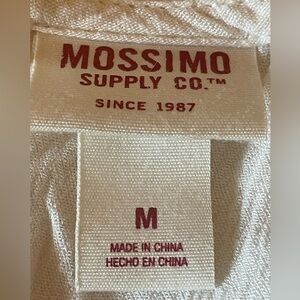 MOSSIMO
SUPPLY CO.™
SINCE 1987
M
MADE IN CHINA
HECHO EN CHINA